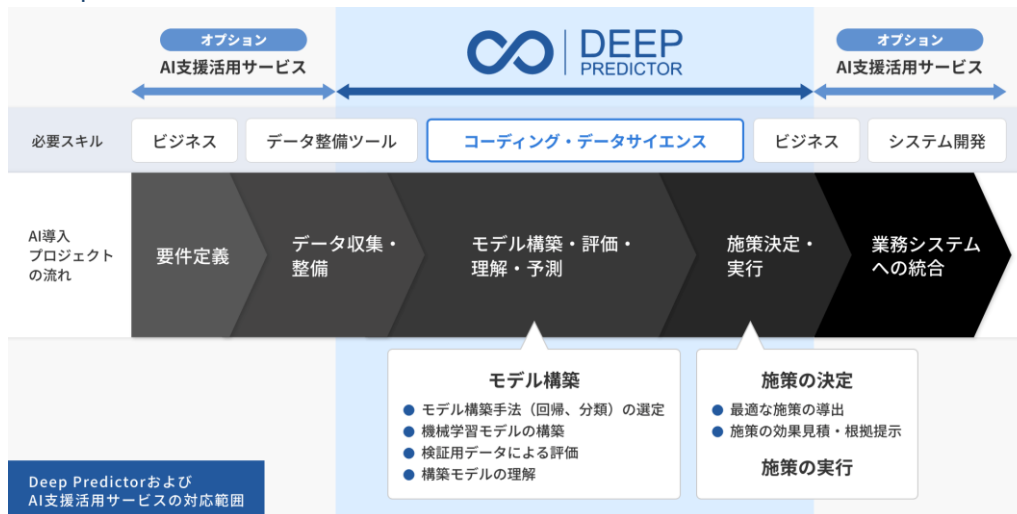 オプション
AI支援活用サービス
DEEP
PREDICTOR
オプション
AI支援活用サービス
必要スキル
ビジネス
データ整備ツール
コーディング・データサイエンス
ビジネス
システム開発
AI導入
プロジェクト
の流れ
要件定義
データ収集・
整備
モデル構築・評価・
理解・予測
施策決定・
実行
業務システム
への統合
モデル構築
● モデル構築手法（回帰、分類）の選定
● 機械学習モデルの構築
● 検証用データによる評価
● 構築モデルの理解
施策の決定
● 最適な施策の導出
● 施策の効果見積・根拠提示
施策の実行
Deep Predictorおよび
AI支援活用サービスの対応範囲